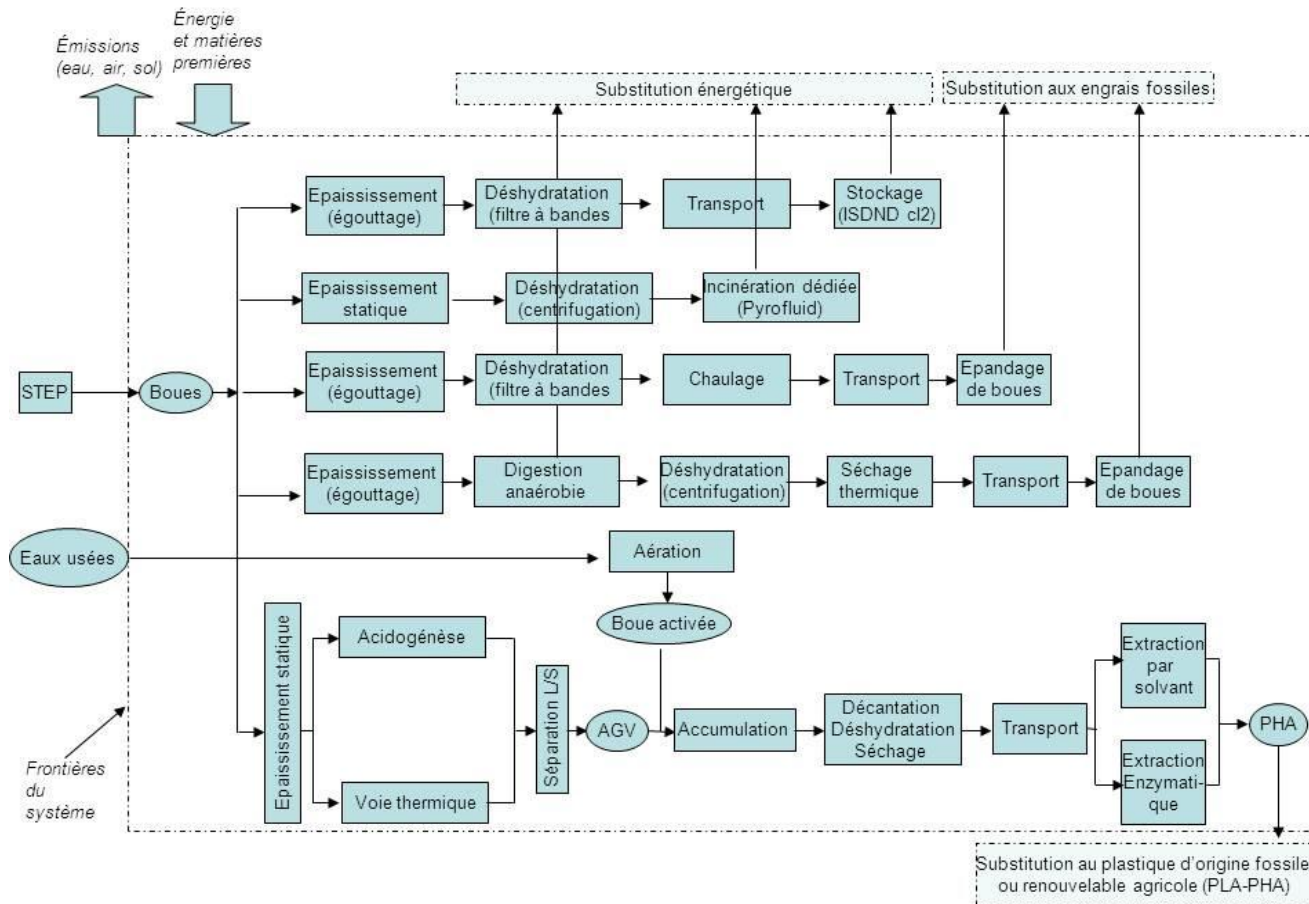 Énergie
et matières
premières
Émissions
(eau, air, sol)
Substitution énergétique
Substitution aux engrais fossiles
Epaississement
(égouttage)
Déshydratation
(filtre à bandes
Transport
Stockage
(ISDND cl2)
Epaississement
statique
Déshydratation
(centrifugation)
Incinération dédiée
(Pyrofluid)
STEP
Boues
Epaississement
(égouttage)
Déshydratation
(filtre à bandes
Chaulage
Transport
Epandage
de boues
Epaississement
(égouttage)
Digestion
anaérobie
Déshydratation
(centrifugation)
Séchage
thermique
Transport
Epandage
de boues
Eaux usées
Aération
Boue activée
Epaississement statique
Acidogénèse
Voie thermique
Séparation L/S
AGV
Accumulation
Décantation
Déshydratation
Séchage
Transport
Extraction
par
solvant
Extraction
Enzymati-
que
PHA
Frontières
du
système
Substitution au plastique d'origine fossile
ou renouvelable agricole (PLA-PHA)